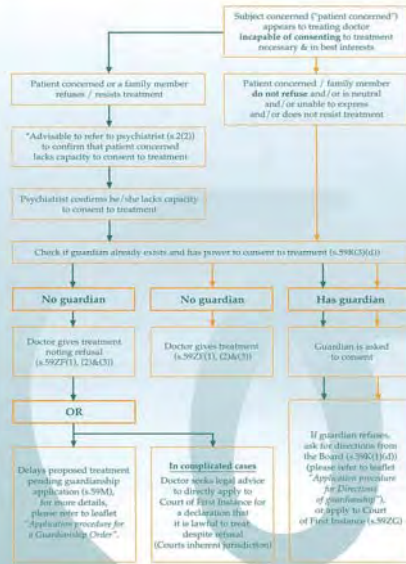 Subject concerned ("patient concerned")
appears to treating doctor
incapable of consenting to treatment
necessary & in best interests
Patient concerned or a family member
refuses / resists treatment
Patient concerned / family member
do not refuse and/or is neutral
and/or unable to express
and/or does not resist treatment
*Advisable to refer to psychiatrist (s.2(2))
to confirm that patient concerned
lacks capacity to consent to treatment
Psychiatrist confirms he/she lacks capacity
to consent to treatment
Check if guardian already exists and has power to consent to treatment (s.59R(3)(d))
No guardian
No guardian
Has guardian
Doctor gives treatment
noting refusal
(s.59ZF(1), (2)&(3))
Doctor gives treatment
(s.59ZF(1), (2)&(3))
Guardian is asked
to consent
OR
Delays proposed treatment
pending guardianship
application (s.59M),
for more details,
please refer to leaflet
"Application procedure for
a Guardianship Order".
In complicated cases
Doctor seeks legal advice
to directly apply to
Court of First Instance for
a declaration that
it is lawful to treat
despite refusal
(Courts inherent jurisdiction)
If guardian refuses,
ask for directions from
the Board (s.59K(1)(d))
(please refer to leaflet
"Application procedure
for Directions
of guardianship"),
or apply to Court
of First Instance (s.59ZG)